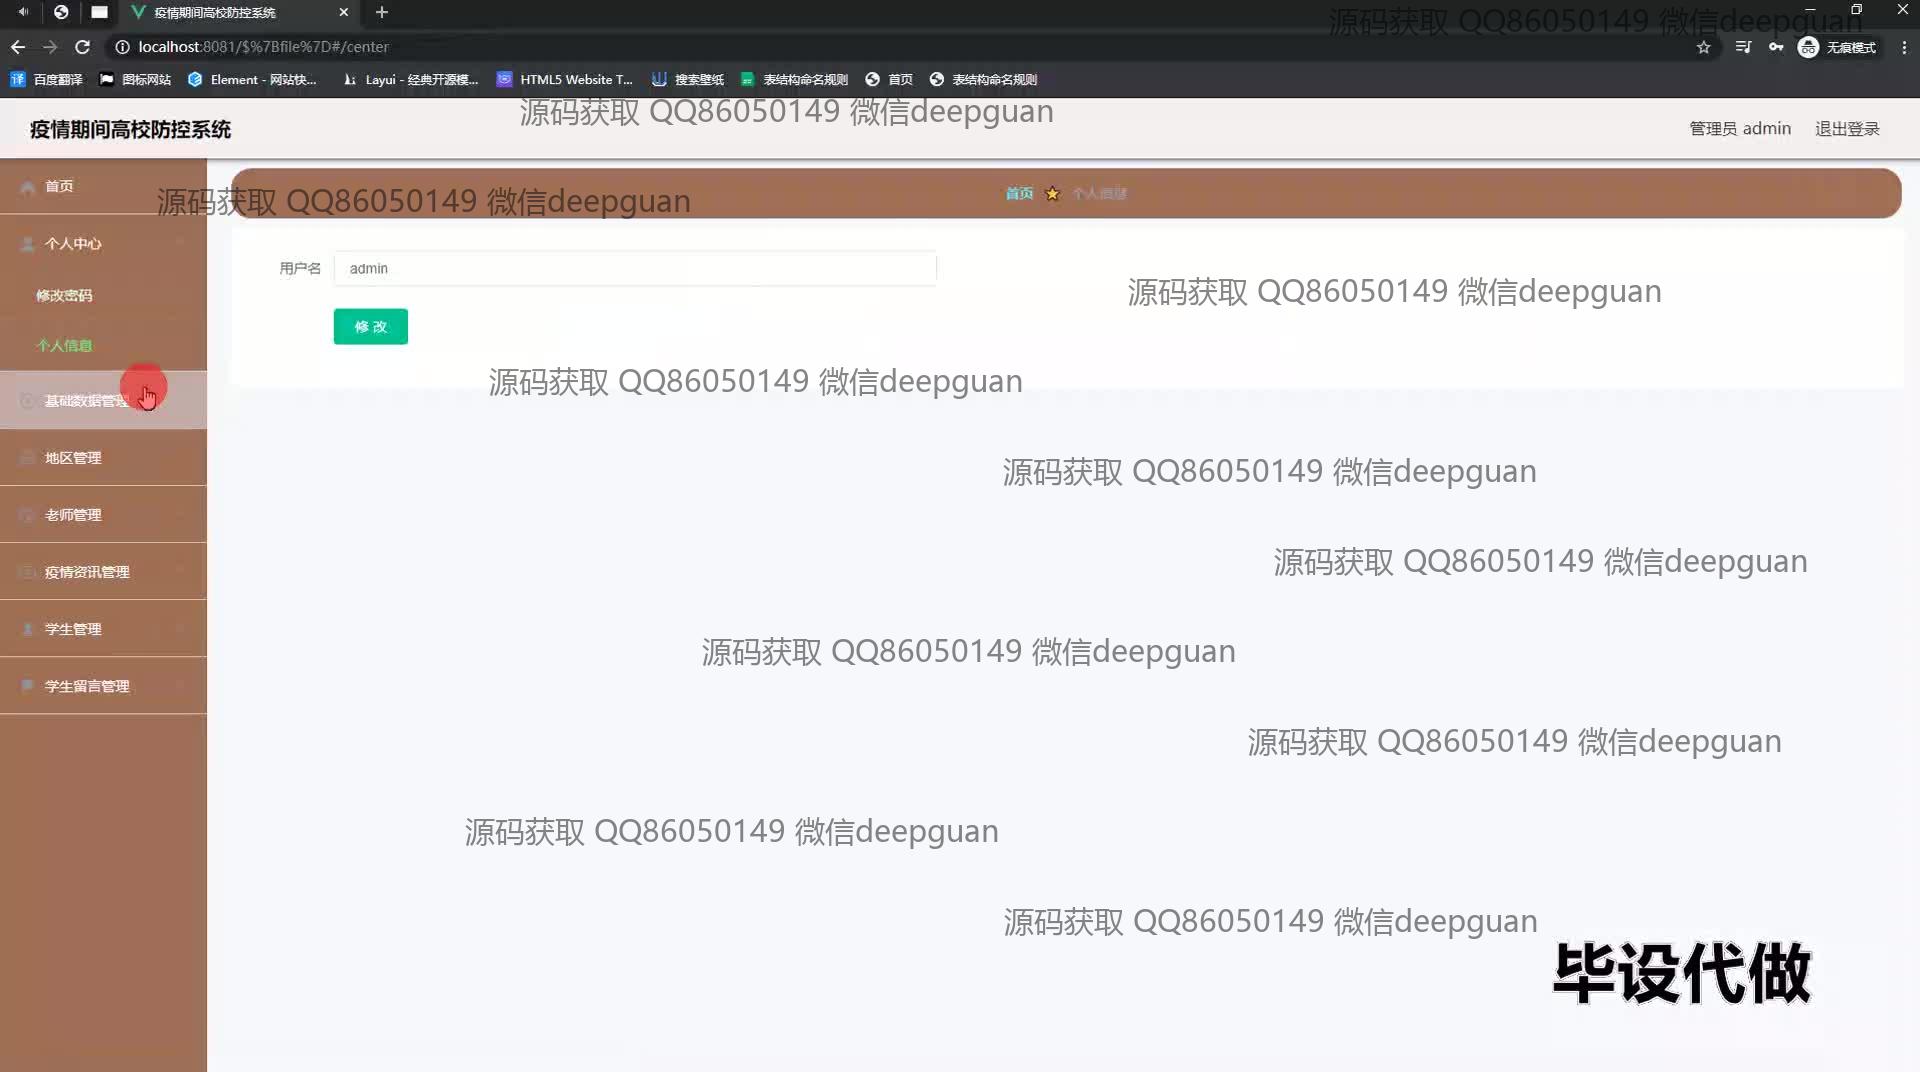 疫情期间高校防控系统
源码获取 QQ86050149 微信deepguan
localhost:8081/$%7Bfile%7D#/center
无痕模式
百度翻译 图标网站 Element - 网站快... Layui - 经典开源模... HTML5 Website T... 搜索壁纸 表结构命名规则 首页 表结构命名规则
源码获取 QQ86050149 微信deepguan
疫情期间高校防控系统
管理员 admin 退出登录
首页
源码获取 QQ86050149 微信deepguan
首页 个人信息
个人中心
用户名 admin
源码获取 QQ86050149 微信deepguan
修改密码
修 改
个人信息
源码获取 QQ86050149 微信deepguan
基础数据管理
地区管理
源码获取 QQ86050149 微信deepguan
老师管理
源码获取 QQ86050149 微信deepguan
疫情资讯管理
学生管理
源码获取 QQ86050149 微信deepguan
学生留言管理
源码获取 QQ86050149 微信deepguan
源码获取 QQ86050149 微信deepguan
源码获取 QQ86050149 微信deepguan
毕设代做